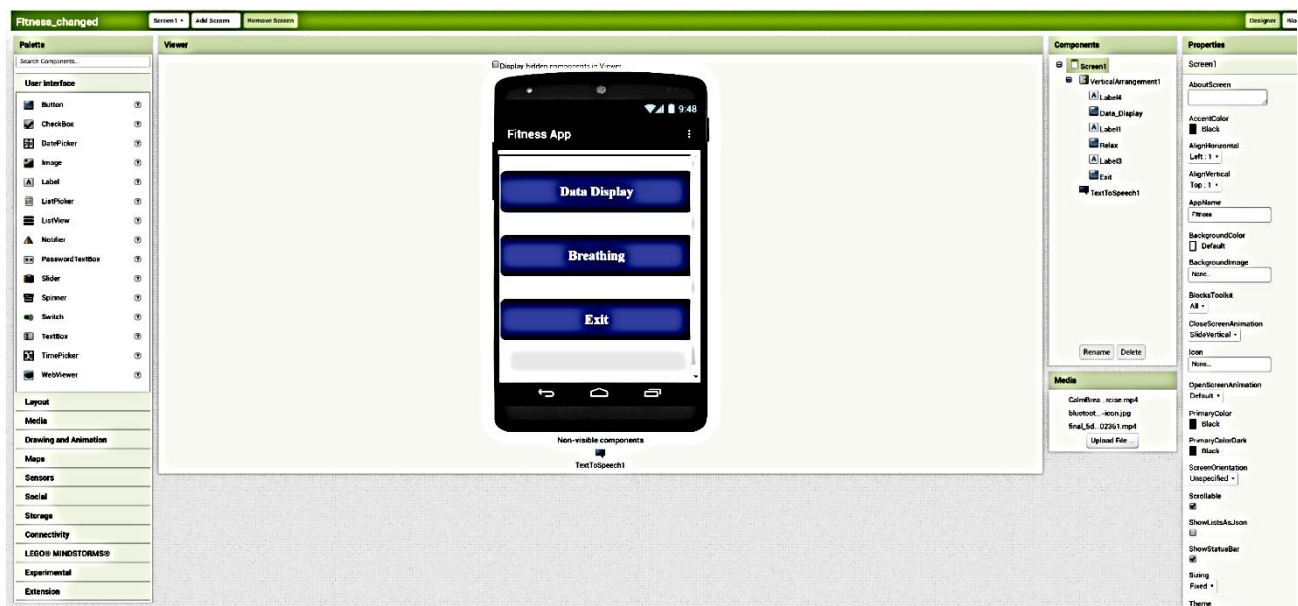 Fitness_changed
Screen1 Add Screen Remove Screen
Designer
Palette
Search Components...
User Interface
Button
CheckBox
DatePicker
Image
Label
ListPicker
ListView
Notifier
PasswordTextBox
Slider
Spinner
Switch
TextBox
TimePicker
WebViewer
Layout
Media
Drawing and Animation
Maps
Sensors
Social
Storage
Connectivity
LEGO® MINDSTORMS®
Experimental
Extension
Viewer
Display hidden components in Viewer
9:48
Fitness App
Data Display
Breathing
Exit
Non-visible components
TextToSpeech1
Components
Screen1
VerticalArrangement1
Label4
Data_Display
Label1
Relax
Label3
Exit
TextToSpeech1
Rename Delete
Media
CalmBrea...rcise.mp4
bluetoot...-icon.jpg
Upload File ...
Properties
Screen1
AboutScreen
AccentColor
Black
AlignHorizontal
Left : 1
AlignVertical
Top : 1
AppName
Fitness
BackgroundColor
Default
BackgroundImage
None...
BlocksToolkit
All
CloseScreenAnimation
SlideVertical
Icon
None...
OpenScreenAnimation
Default
PrimaryColor
Black
PrimaryColorDark
Black
ScreenOrientation
Unspecified
Scrollable
ShowListsAsJson
ShowStatusBar
Sizing
Fixed
Theme